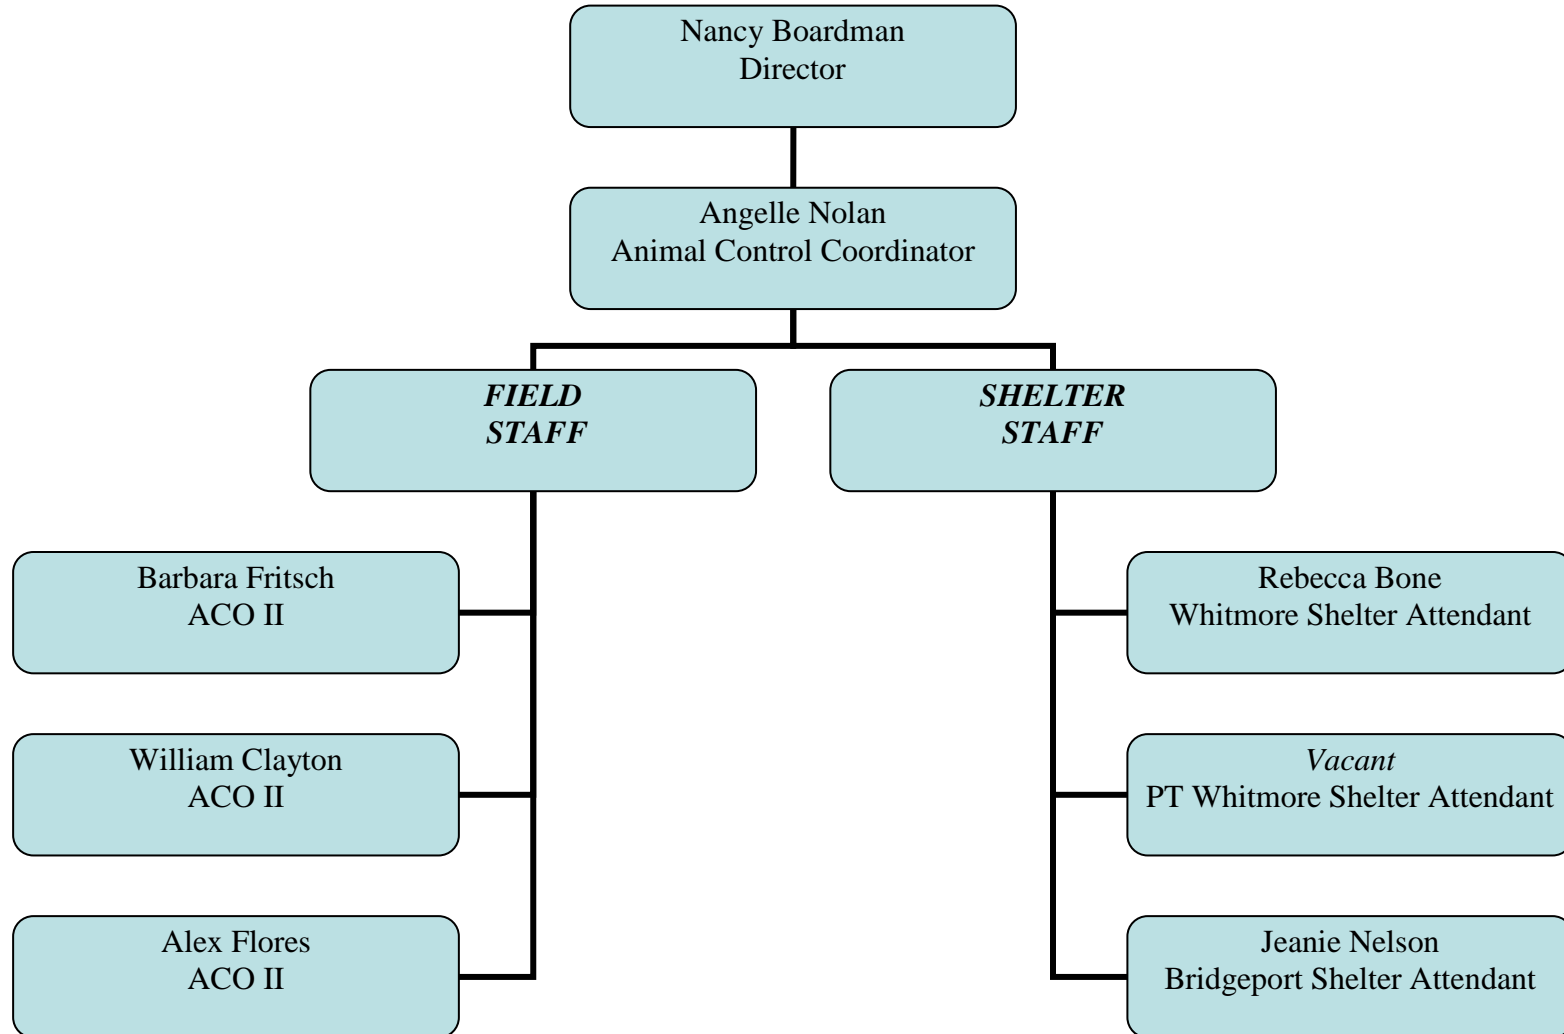 Nancy Boardman
Director
Angelle Nolan
Animal Control Coordinator
FIELD
STAFF
SHELTER
STAFF
Barbara Fritsch
ACO II
William Clayton
ACO II
Alex Flores
ACO II
Rebecca Bone
Whitmore Shelter Attendant
Vacant
PT Whitmore Shelter Attendant
Jeanie Nelson
Bridgeport Shelter Attendant